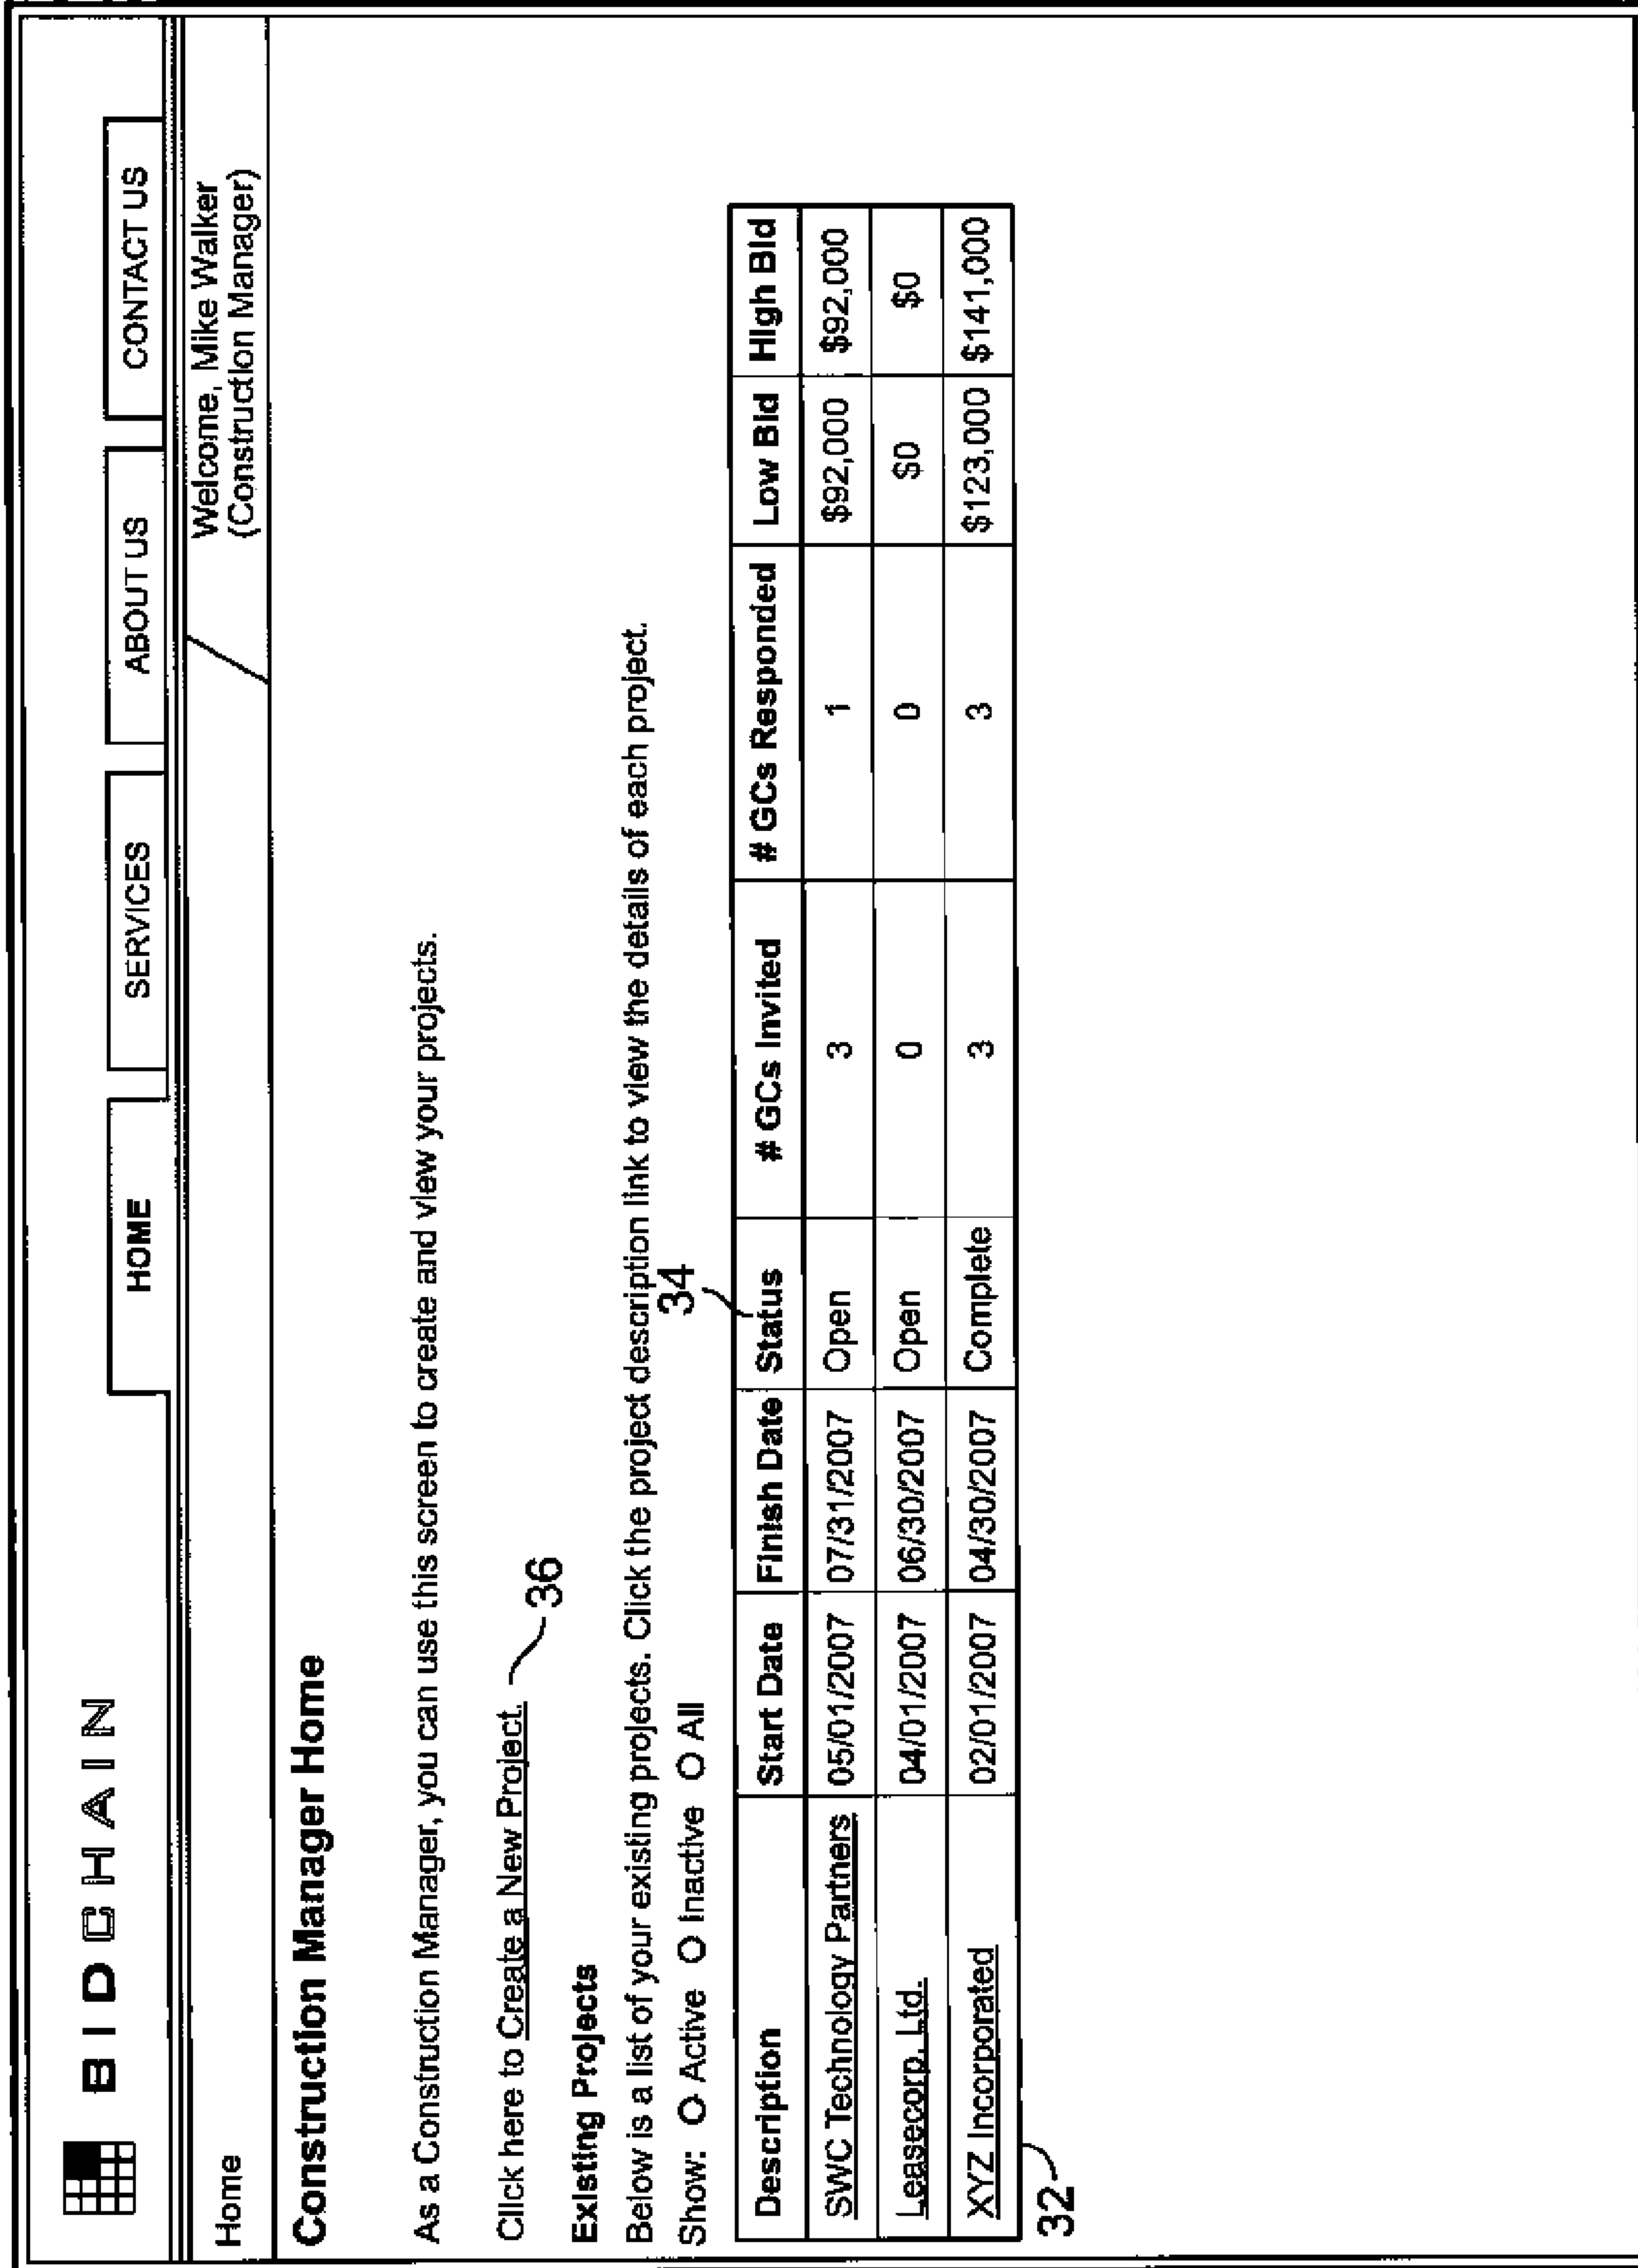 BIDCHAIN
HOME SERVICES ABOUT US CONTACT US
Home
Welcome, Mike Walker
(Construction Manager)
Construction Manager Home
As a Construction Manager, you can use this screen to create and view your projects.
Click here to Create a New Project. 36
Existing Projects
Below is a list of your existing projects. Click the project description link to view the details of each project.
Show: O Active O Inactive O All
34
Description Start Date Finish Date Status # GCs Invited # GCs Responded Low Bid High Bid
SWC Technology Partners 05/01/2007 07/31/2007 Open 3 1 $92,000 $92,000
Leasecorp, Ltd. 04/01/2007 06/30/2007 Open 0 0 $0 $0
XYZ Incorporated 02/01/2007 04/30/2007 Complete 3 3 $123,000 $141,000
32